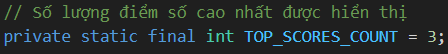 // Số lượng điểm số cao nhất được hiển thị
private static final int TOP_SCORES_COUNT = 3;